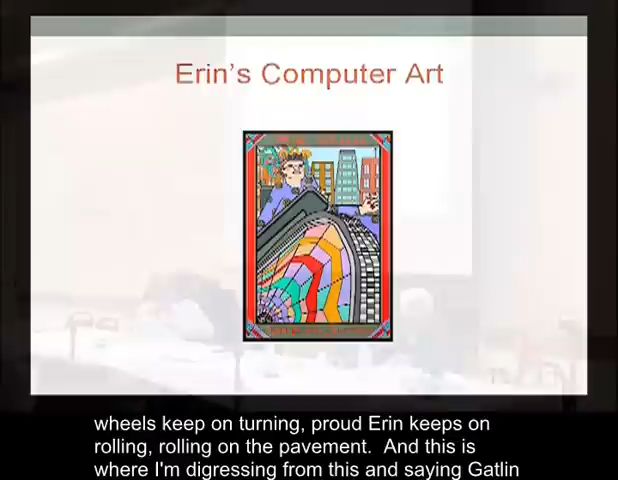 Erin's Computer Art
wheels keep on turning, proud Erin keeps on
rolling, rolling on the pavement.  And this is
where I'm digressing from this and saying Gatlin